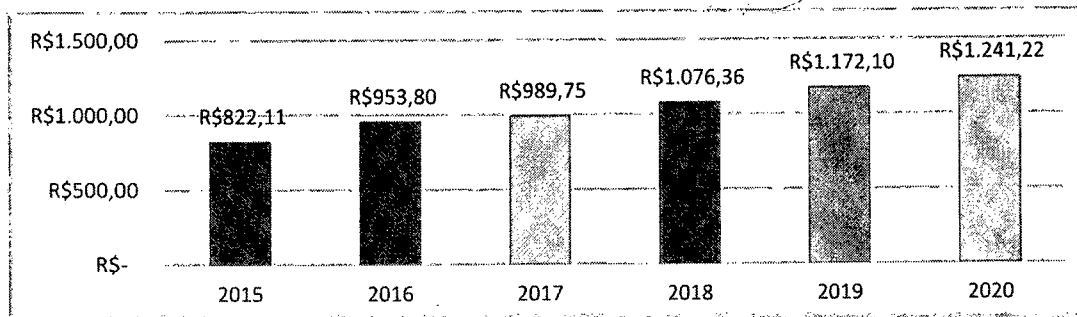 R$1.500,00
R$1.241,22
R$1.172,10
R$1.076,36
R$953,80
R$989,75
R$1.000,00
R$822,11
R$500,00
R$-
2015 2016 2017 2018 2019 2020